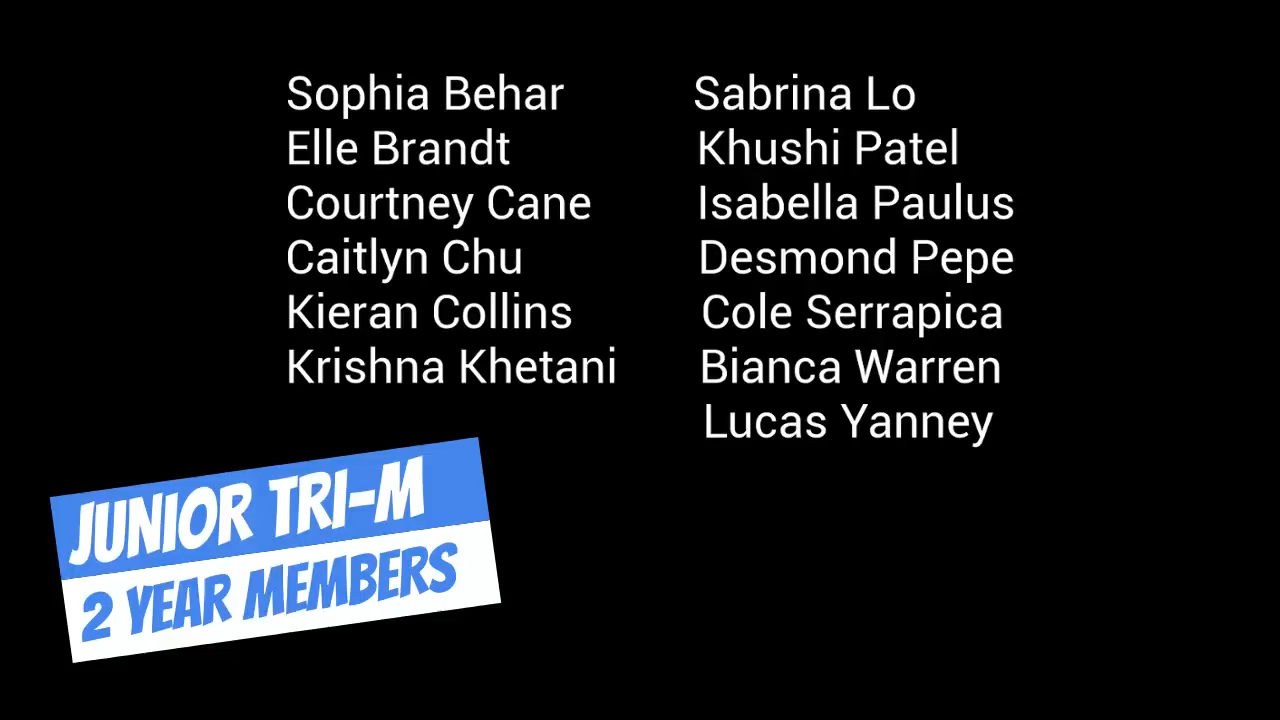 Sophia Behar
Elle Brandt
Courtney Cane
Caitlyn Chu
Kieran Collins
Krishna Khetani
Sabrina Lo
Khushi Patel
Isabella Paulus
Desmond Pepe
Cole Serrapica
Bianca Warren
Lucas Yanney
JUNIOR TRI-M
2 YEAR MEMBERS